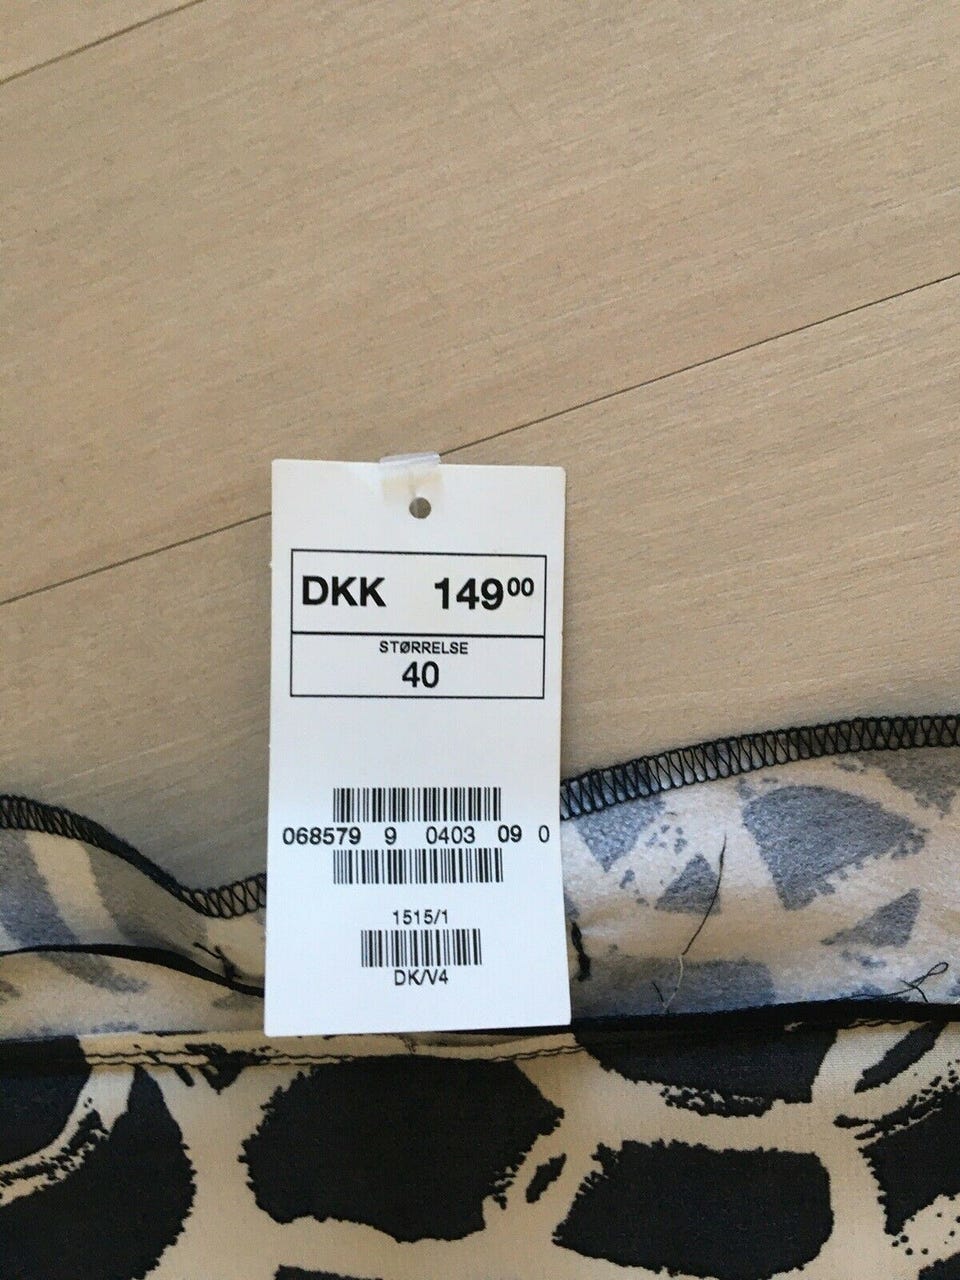 DKK 149⁰⁰
STØRRELSE
40
068579 9 0403 09 0
1515/1
DK/V4